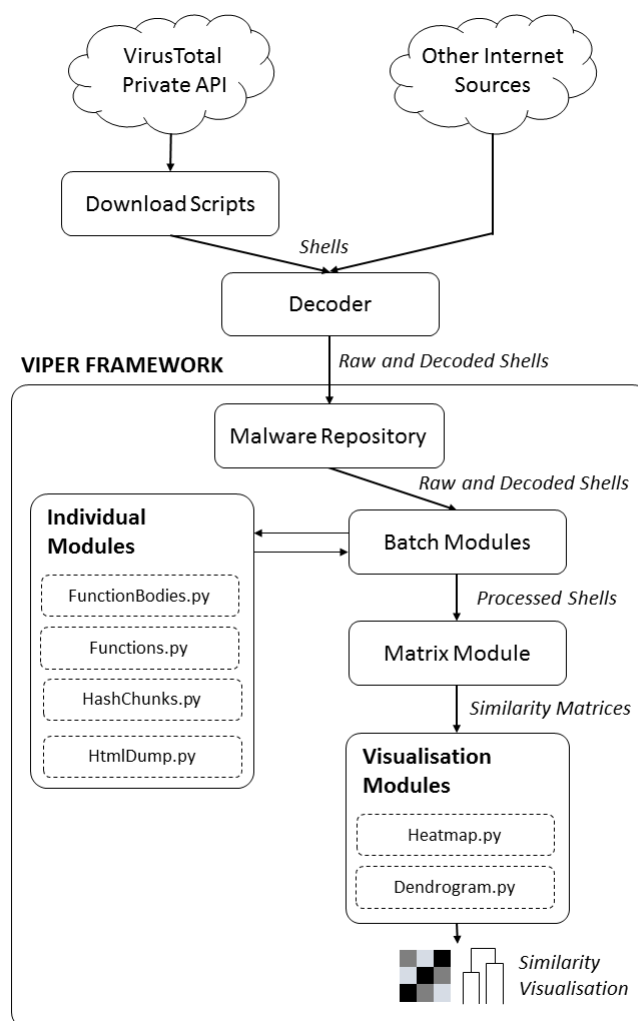 VirusTotal
Private API
Other Internet
Sources
Download Scripts
Shells
Decoder
VIPER FRAMEWORK
Raw and Decoded Shells
Malware Repository
Raw and Decoded Shells
Individual
Modules
FunctionBodies.py
Functions.py
HashChunks.py
HtmlDump.py
Batch Modules
Processed Shells
Matrix Module
Similarity Matrices
Visualisation
Modules
Heatmap.py
Dendrogram.py
Similarity
Visualisation